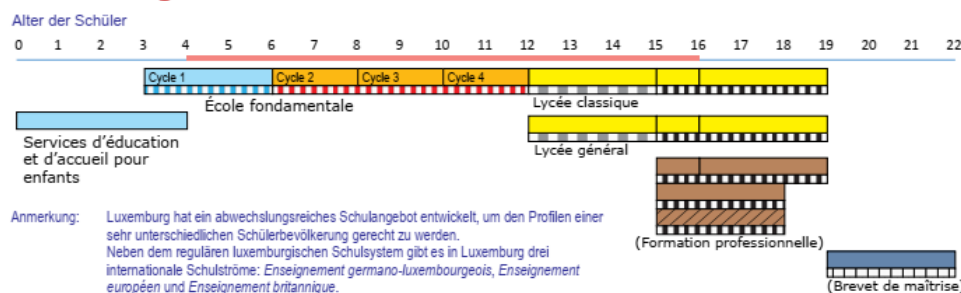 Alter der Schüler
0 1 2 3 4 5 6 7 8 9 10 11 12 13 14 15 16 17 18 19 20 21 22
Cycle 1 Cycle 2 Cycle 3 Cycle 4
École fondamentale
Lycée classique
Services d'éducation
et d'accueil pour
enfants
Lycée général
(Formation professionnelle)
Anmerkung: Luxemburg hat ein abwechslungsreiches Schulangebot entwickelt, um den Profilen einer
sehr unterschiedlichen Schülerbevölkerung gerecht zu werden.
Neben dem regulären luxemburgischen Schulsystem gibt es in Luxemburg drei
internationale Schulströme: Enseignement germano-luxembourgeois, Enseignement
européen und Enseignement britannique.
(Brevet de maîtrise)